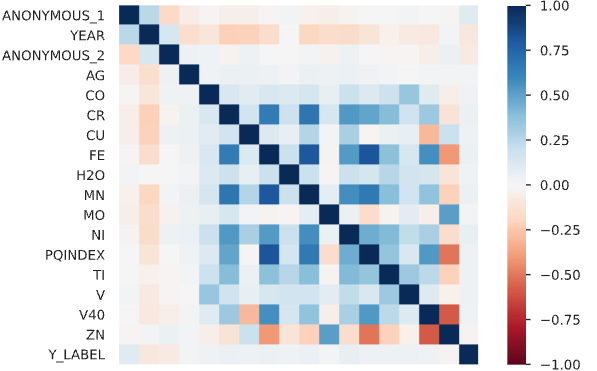 ANONYMOUS_1
YEAR
ANONYMOUS_2
AG
CO
CR
CU
FE
H2O
MN
MO
NI
PQINDEX
TI
V
V40
ZN
Y_LABEL
1.00
0.75
0.50
0.25
0.00
−0.25
−0.50
−0.75
−1.00